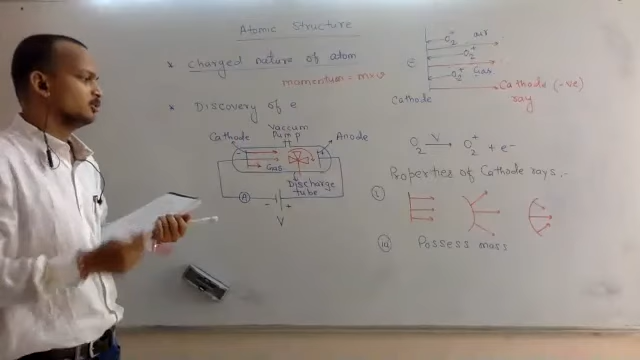 Atomic Structure
* Charged nature of atom
momentum = mv
* Discovery of e
Vaccum
Cathode Pump Anode
- +
Gas
Discharge
tube
A - +
V
O2+ air
O2+
e
O2+ Gas
Cathode (-ve)
Cathode ray
O2 V→ O2+ + e-
Properties of Cathode rays:-
(i)
(ii) Possess mass